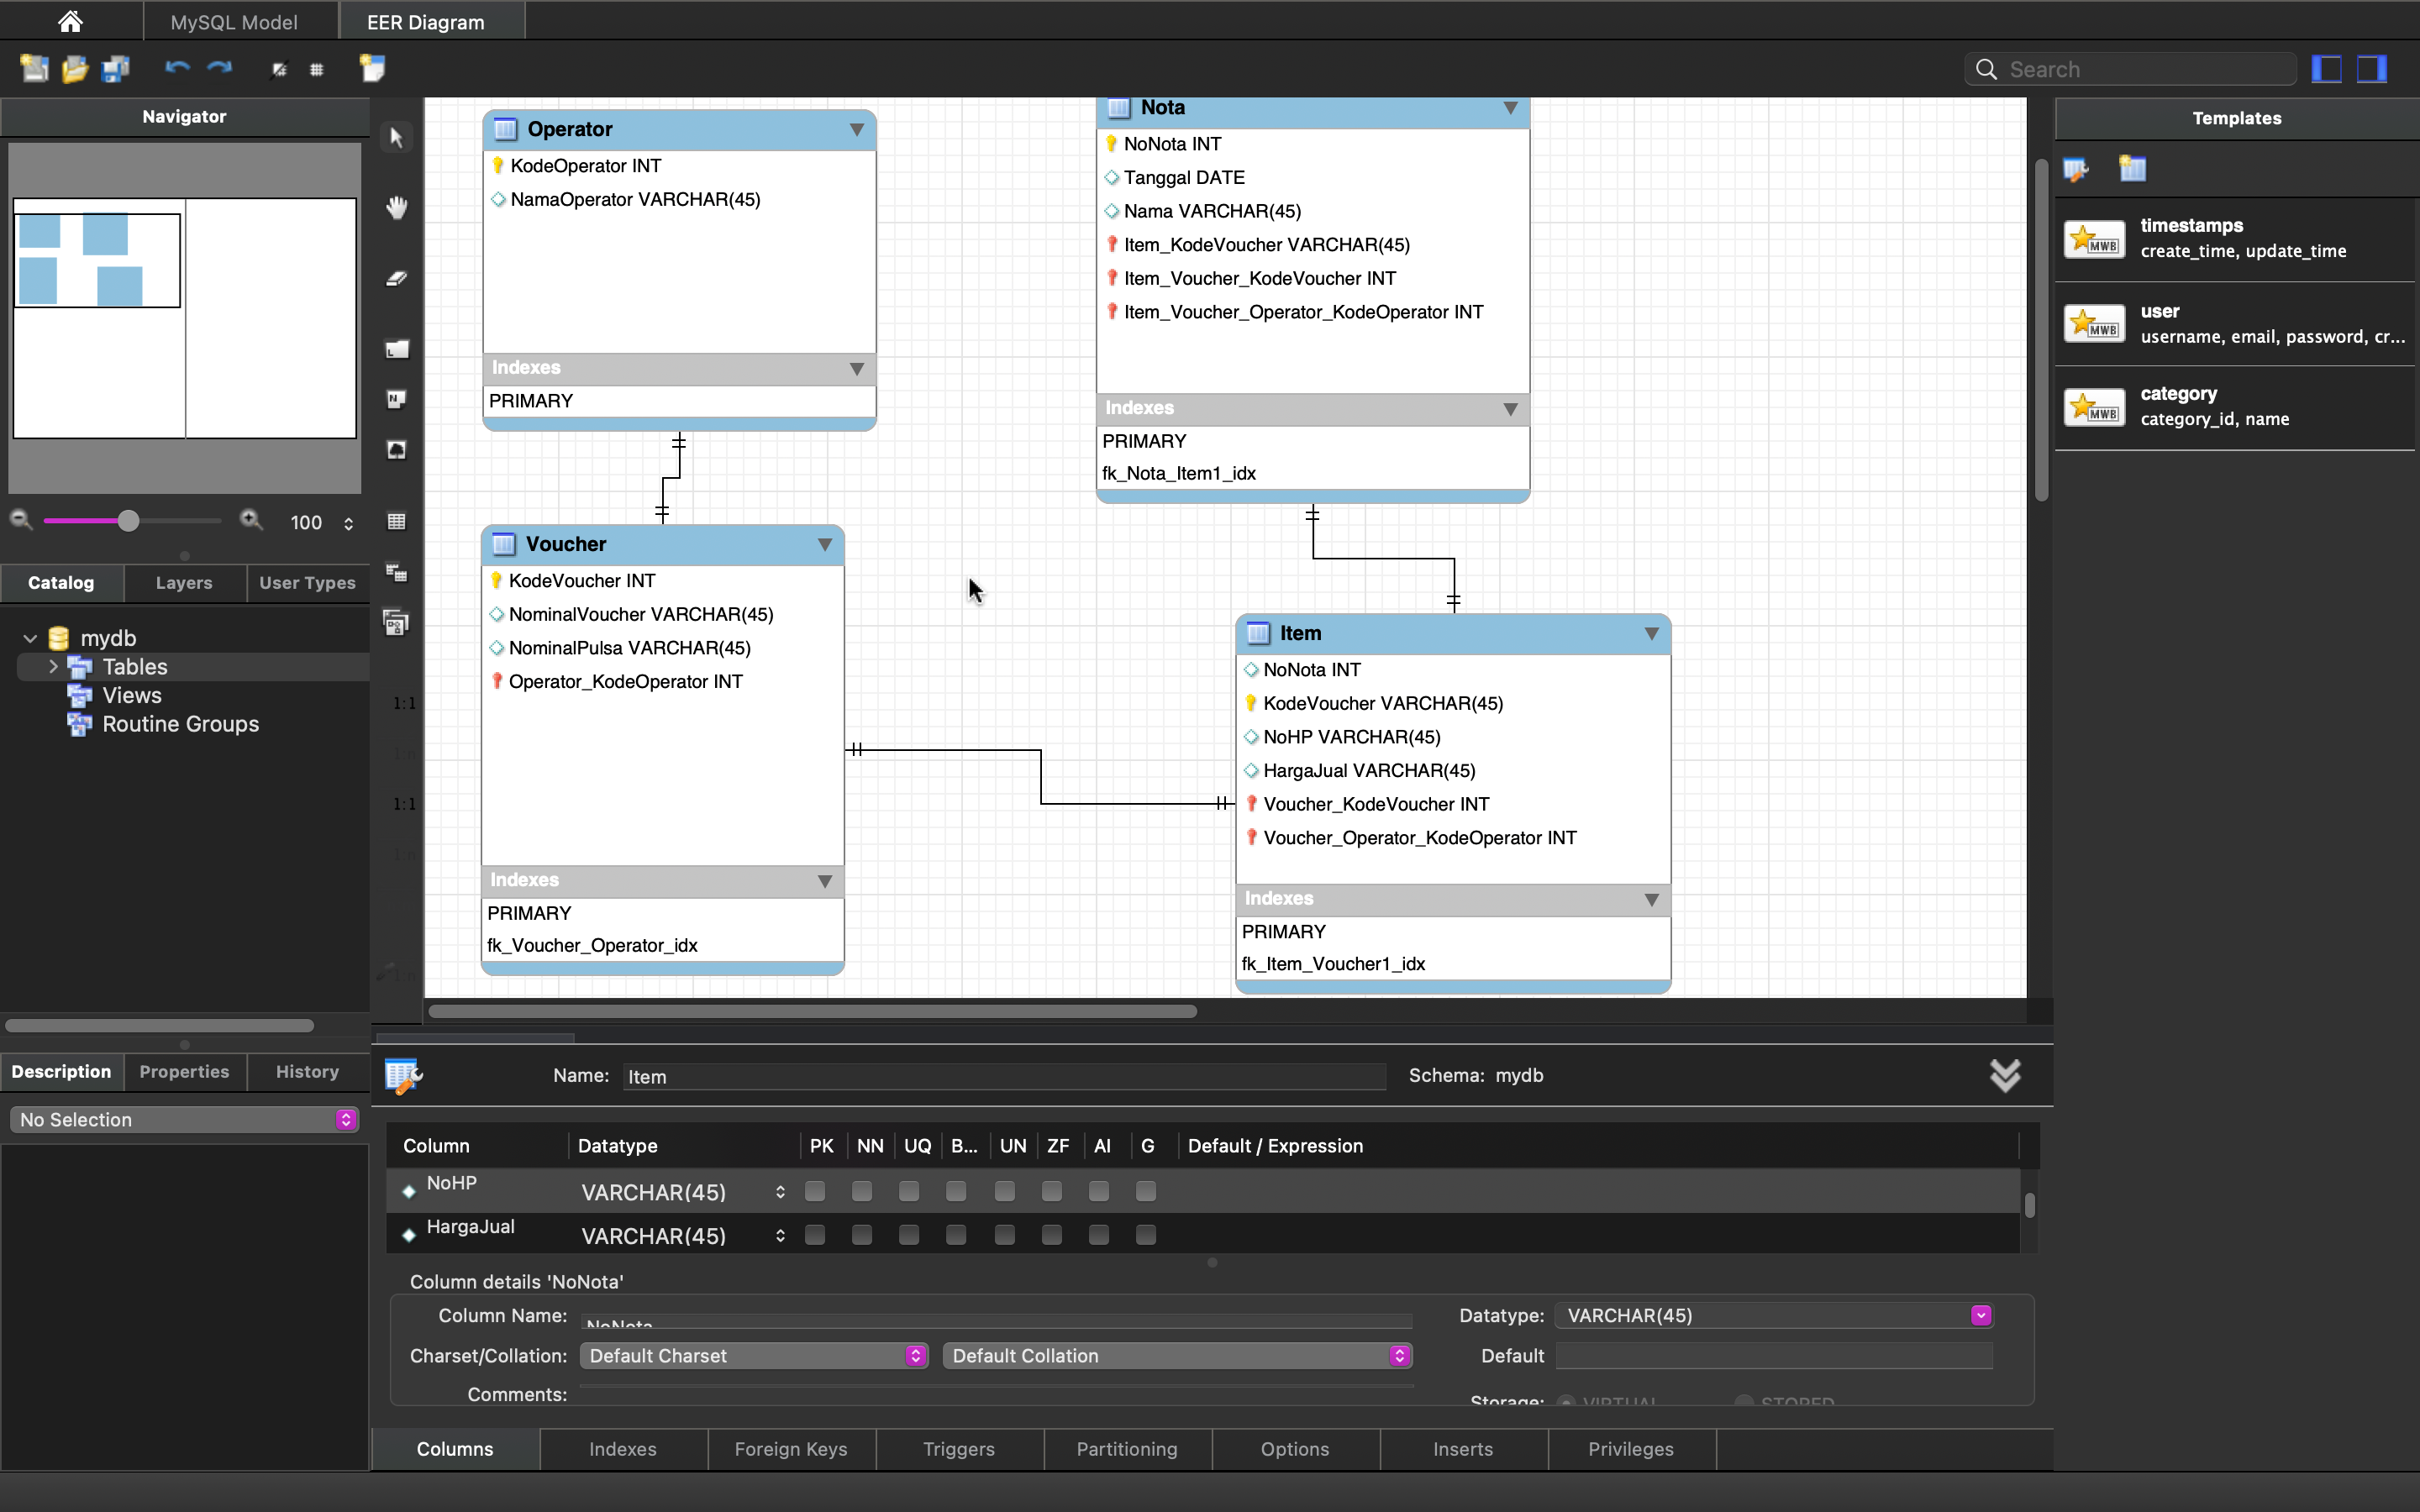 MySQL Model
EER Diagram
Search
Navigator
100
Catalog
Layers
User Types
mydb
Tables
Views
Routine Groups
Description
Properties
History
No Selection
L
N
1:1
1:n
1:1
1:n
1:n
Operator
KodeOperator INT
NamaOperator VARCHAR(45)
Indexes
PRIMARY
Nota
NoNota INT
Tanggal DATE
Nama VARCHAR(45)
Item_KodeVoucher VARCHAR(45)
Item_Voucher_KodeVoucher INT
Item_Voucher_Operator_KodeOperator INT
Indexes
PRIMARY
fk_Nota_Item1_idx
Voucher
KodeVoucher INT
NominalVoucher VARCHAR(45)
NominalPulsa VARCHAR(45)
Operator_KodeOperator INT
Indexes
PRIMARY
fk_Voucher_Operator_idx
Item
NoNota INT
KodeVoucher VARCHAR(45)
NoHP VARCHAR(45)
HargaJual VARCHAR(45)
Voucher_KodeVoucher INT
Voucher_Operator_KodeOperator INT
Indexes
PRIMARY
fk_Item_Voucher1_idx
Templates
MWB
timestamps
create_time, update_time
MWB
user
username, email, password, cr...
MWB
category
category_id, name
Name: Item Schema: mydb
Column Datatype PK NN UQ B... UN ZF AI G Default / Expression
NoHP VARCHAR(45)
HargaJual VARCHAR(45)
Column details 'NoNota'
Column Name: NoNota Datatype: VARCHAR(45)
Charset/Collation: Default Charset Default Collation Default
Comments: Storage: VIRTUAL STORED
Columns Indexes Foreign Keys Triggers Partitioning Options Inserts Privileges